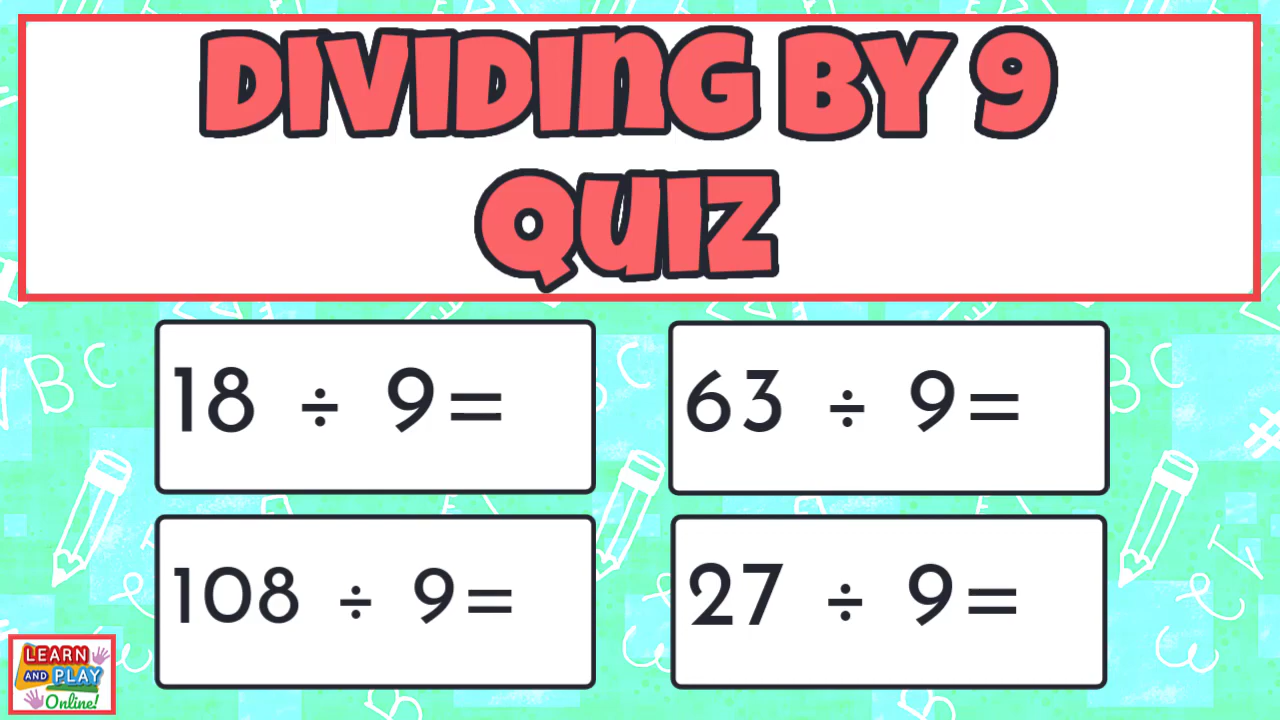 DIVIDING BY 9
QUIZ
18 ÷ 9=
63 ÷ 9=
108 ÷ 9=
27 ÷ 9=
LEARN
AND PLAY
Online!